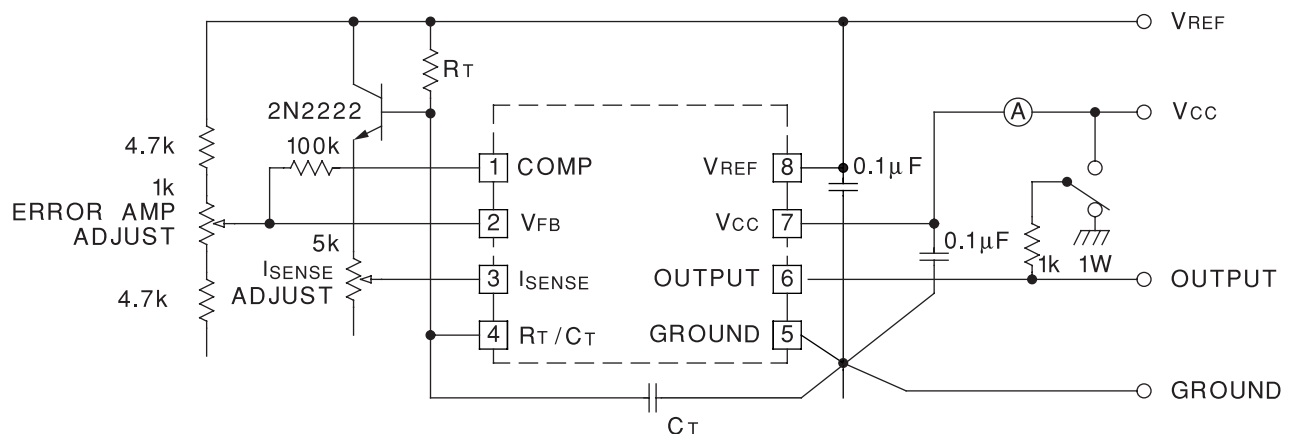 VREF
RT
2N2222
A
VCC
4.7k
100k
1
COMP
VREF
8
0.1μF
1k
ERROR AMP
ADJUST
2
VFB
VCC
7
0.1μF
5k
ISENSE
ADJUST
3
ISENSE
OUTPUT
6
1k
1W
OUTPUT
4.7k
4
RT/CT
GROUND
5
GROUND
CT